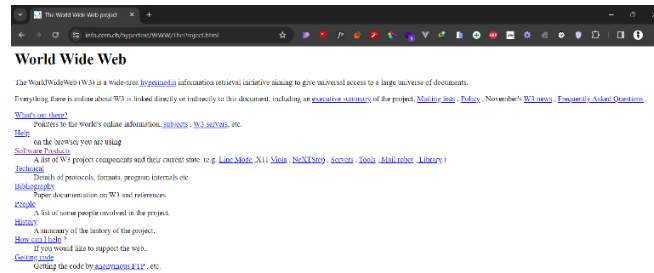 The World Wide Web project
info.cern.ch/hypertext/WWW/TheProject.html
World Wide Web
The WorldWideWeb (W3) is a wide-area hypermedia information retrieval initiative aiming to give universal access to a large universe of documents.
Everything there is online about W3 is linked directly or indirectly to this document, including an executive summary of the project, Mailing lists , Policy , November's W3 news , Frequently Asked Questions .
What's out there?
Pointers to the world's online information, subjects , W3 servers, etc.
Help
on the browser you are using
Software Products
A list of W3 project components and their current state. (e.g. Line Mode ,X11 Viola , NeXTStep , Servers , Tools , Mail robot , Library )
Technical
Details of protocols, formats, program internals etc
Bibliography
Paper documentation on W3 and references.
People
A list of some people involved in the project.
History
A summary of the history of the project.
How can I help ?
If you would like to support the web..
Getting code
Getting the code by anonymous FTP , etc.